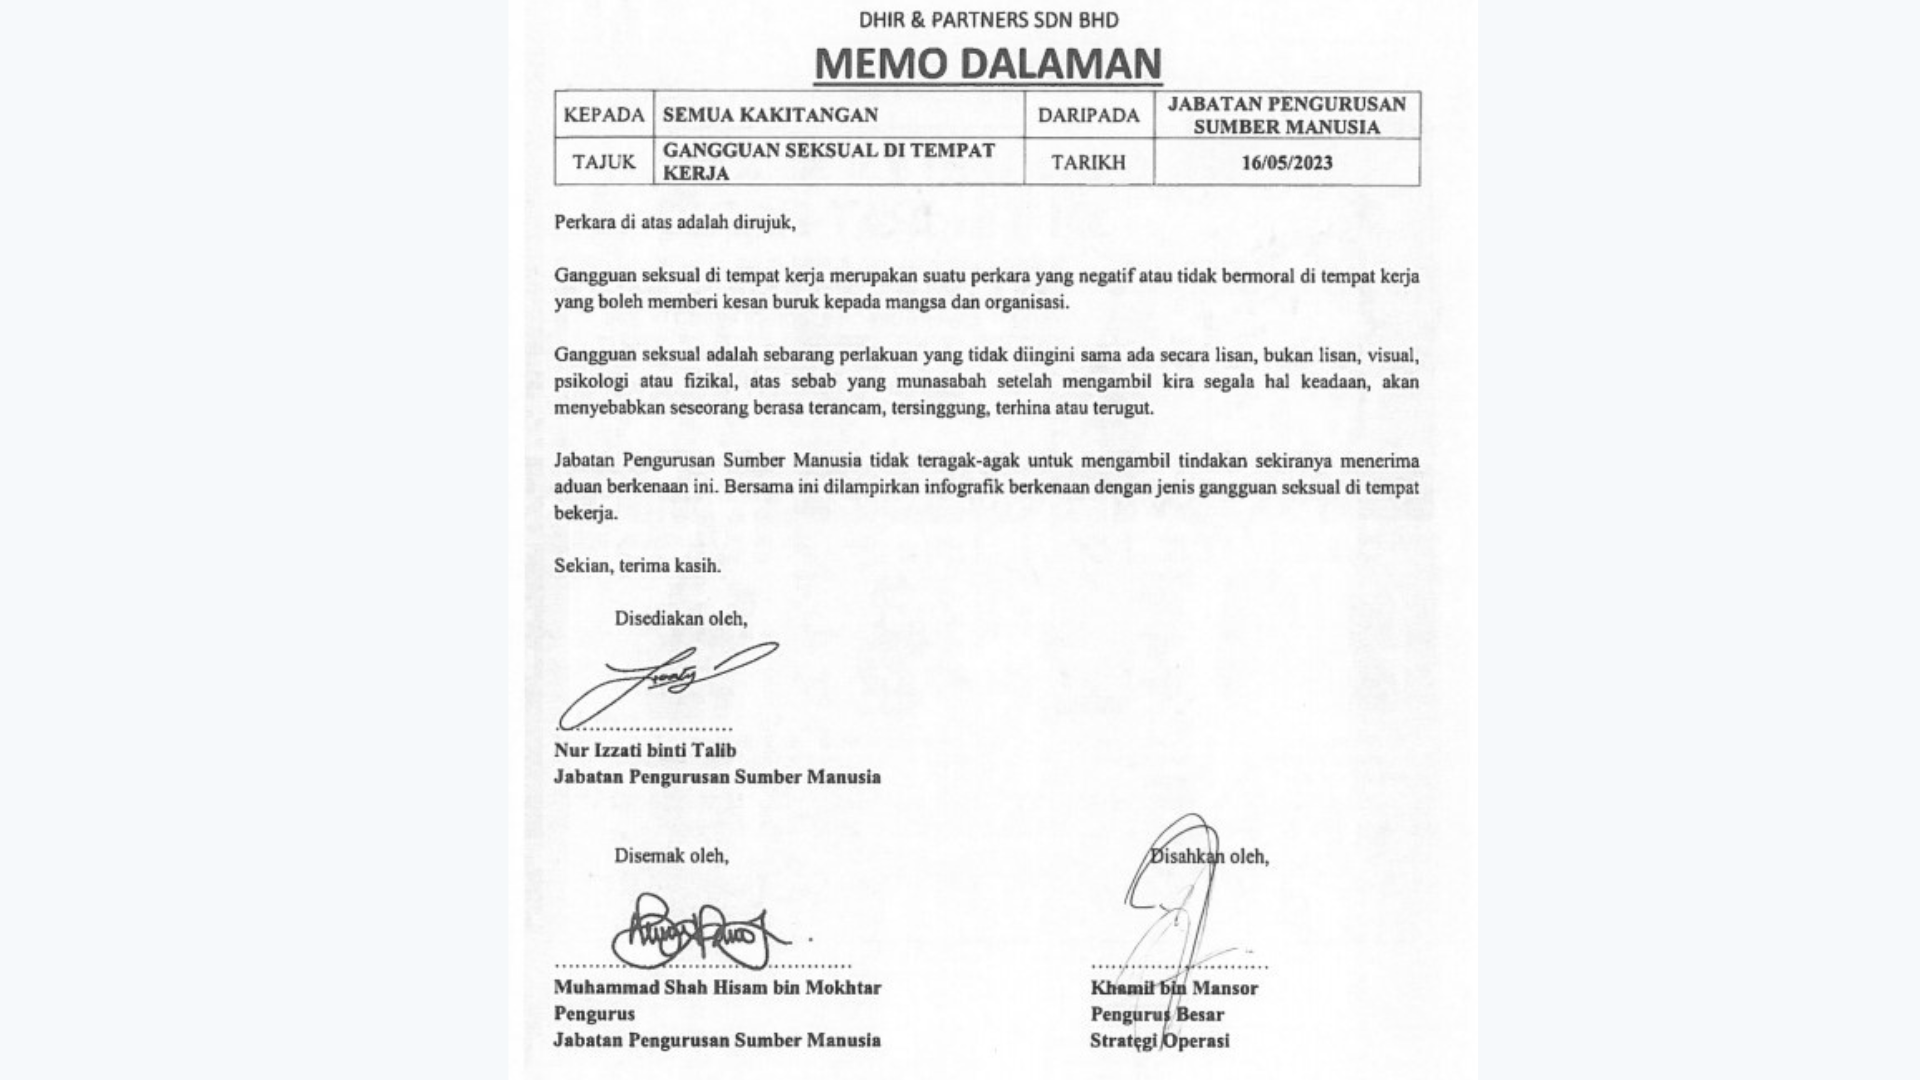 DHIR & PARTNERS SDN BHD
MEMO DALAMAN
KEPADA SEMUA KAKITANGAN DARIPADA JABATAN PENGURUSAN SUMBER MANUSIA
TAJUK GANGGUAN SEKSUAL DI TEMPAT KERJA TARIKH 16/05/2023
Perkara di atas adalah dirujuk,
Gangguan seksual di tempat kerja merupakan suatu perkara yang negatif atau tidak bermoral di tempat kerja
yang boleh memberi kesan buruk kepada mangsa dan organisasi.
Gangguan seksual adalah sebarang perlakuan yang tidak diingini sama ada secara lisan, bukan lisan, visual,
psikologi atau fizikal, atas sebab yang munasabah setelah mengambil kira segala hal keadaan, akan
menyebabkan seseorang berasa terancam, tersinggung, terhina atau terugut.
Jabatan Pengurusan Sumber Manusia tidak teragak-agak untuk mengambil tindakan sekiranya menerima
aduan berkenaan ini. Bersama ini dilampirkan infografik berkenaan dengan jenis gangguan seksual di tempat
bekerja.
Sekian, terima kasih.
Disediakan oleh,
Nur Izzati binti Talib
Jabatan Pengurusan Sumber Manusia
Disemak oleh,
Muhammad Shah Hisam bin Mokhtar
Pengurus
Jabatan Pengurusan Sumber Manusia
Disahkan oleh,
Khamil bin Mansor
Pengurus Besar
Strategi Operasi